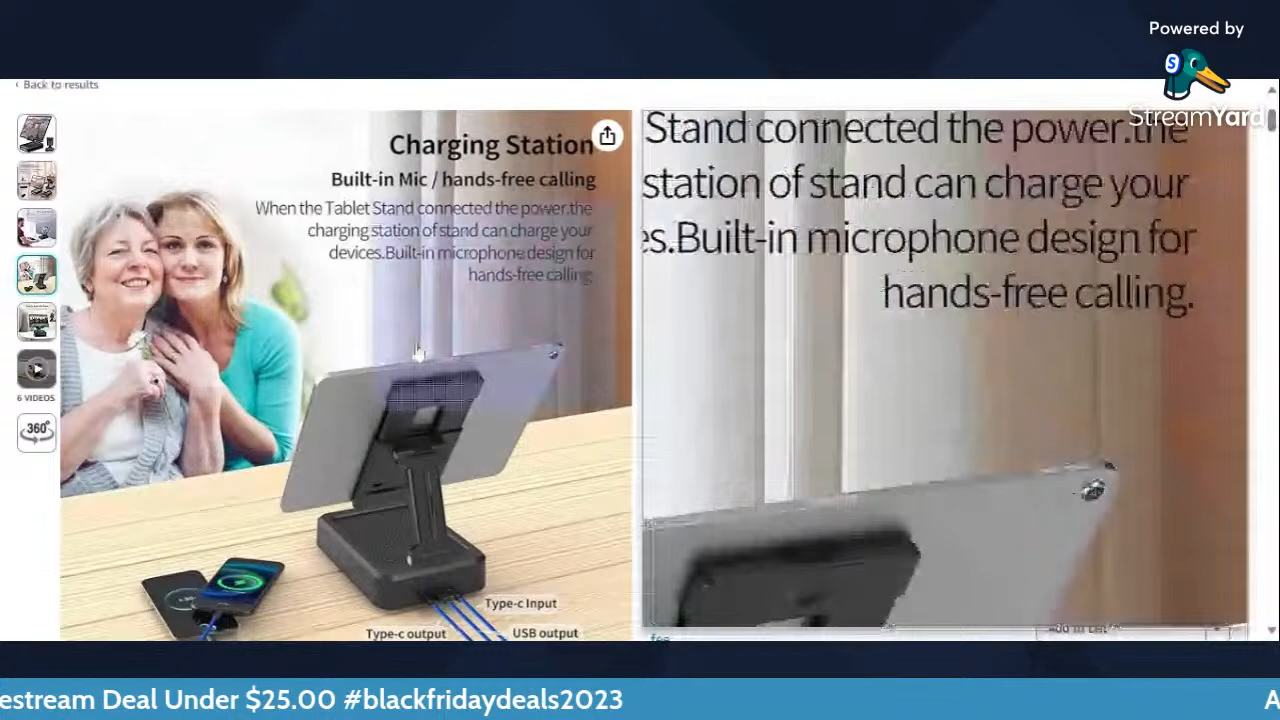 Powered by
StreamYard
‹ Back to results
Charging Station
Built-in Mic / hands-free calling
When the Tablet Stand connected the power.the
charging station of stand can charge your
devices.Built-in microphone design for
hands-free calling.
Type-c Input
Type-c output
USB output
6 VIDEOS
360°
Stand connected the power.the
station of stand can charge your
es.Built-in microphone design for
hands-free calling.
estream Deal Under $25.00 #blackfridaydeals2023
A